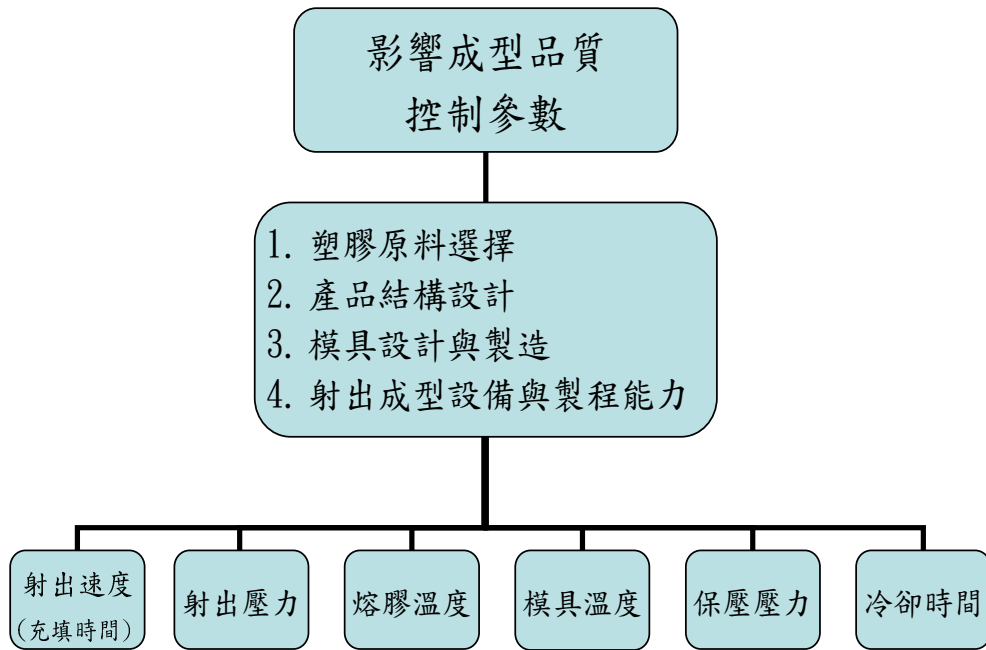 影響成型品質
控制參數
1. 塑膠原料選擇
2. 產品結構設計
3. 模具設計與製造
4. 射出成型設備與製程能力
射出速度
(充填時間)
射出壓力
熔膠溫度
模具溫度
保壓壓力
冷卻時間